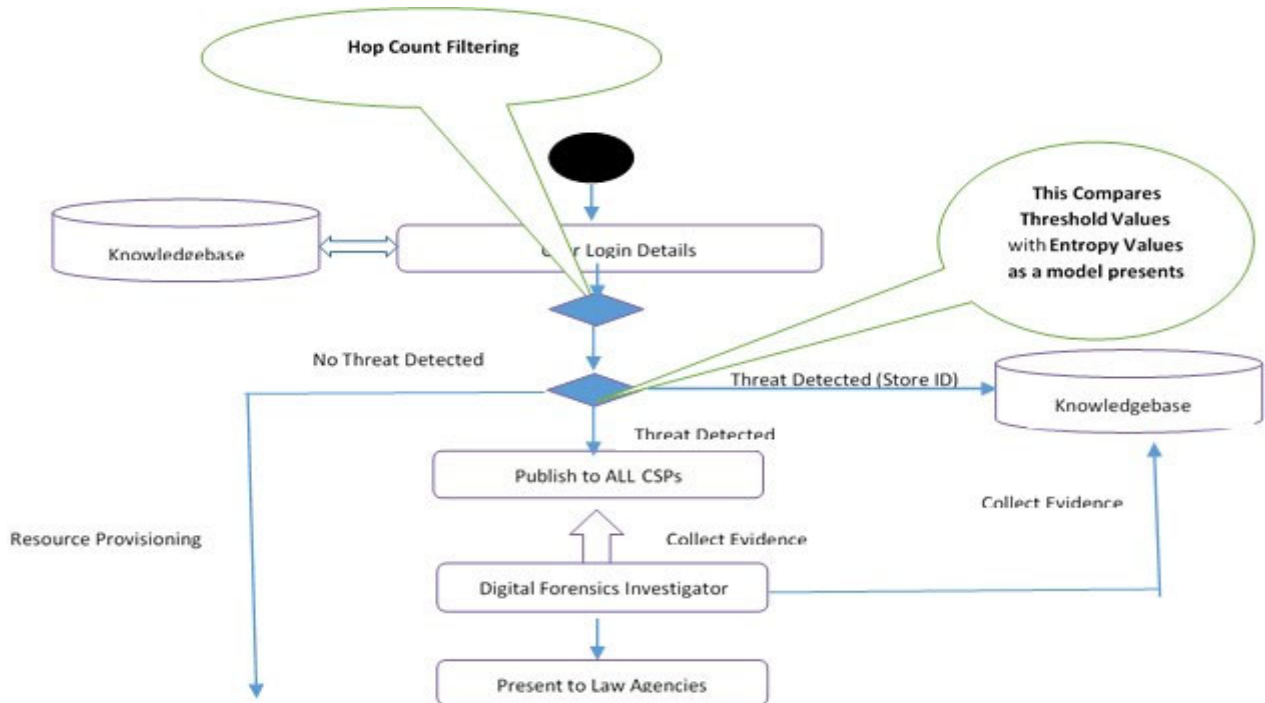 Hop Count Filtering
This Compares
Threshold Values
with Entropy Values
as a model presents
Knowledgebase
Login Details
No Threat Detected
Threat Detected (Store ID)
Knowledgebase
Threat Detected
Publish to ALL CSPs
Collect Evidence
Resource Provisioning
Collect Evidence
Digital Forensics Investigator
Present to Law Agencies